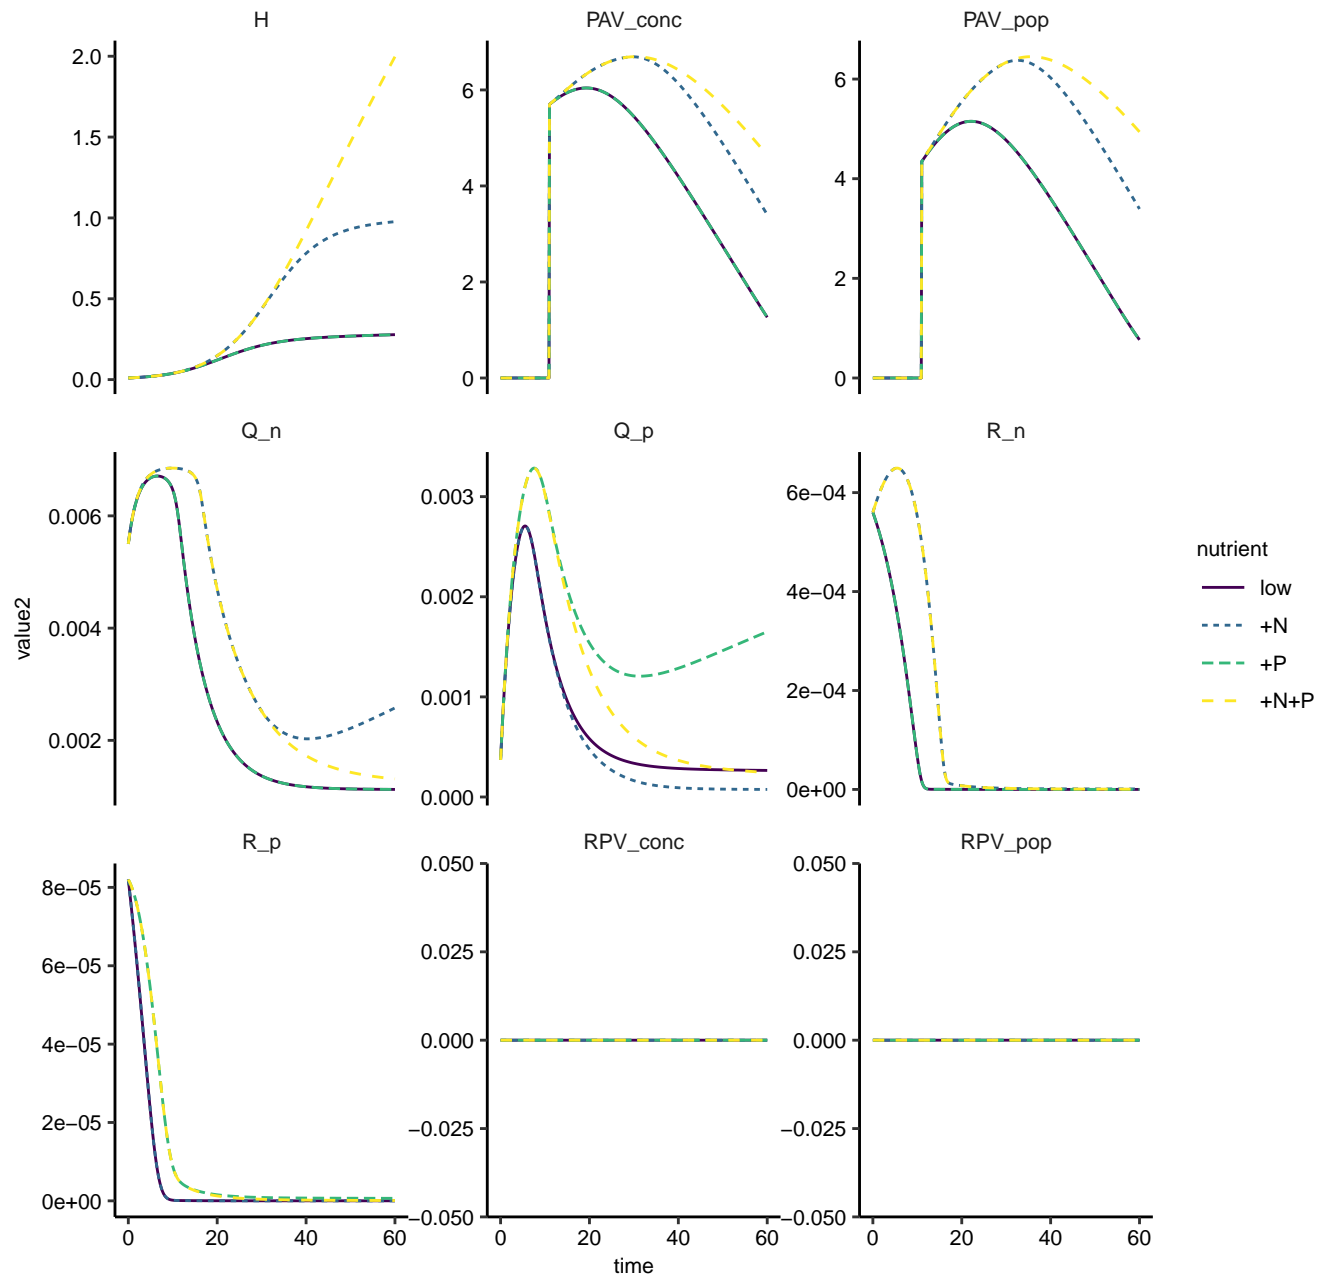 H PAV_conc PAV_pop
2.0
1.5
1.0
0.5
0.0
6
4
2
0
6
4
2
0
Q_n Q_p R_n
0.006
0.004
0.002
0.003
0.002
0.001
0.000
6e−04
4e−04
2e−04
0e+00
R_p RPV_conc RPV_pop
8e−05
6e−05
4e−05
2e−05
0e+00
0.050
0.025
0.000
−0.025
−0.050
0.050
0.025
0.000
−0.025
−0.050
0 20 40 60
0 20 40 60
0 20 40 60
time
value2
nutrient
low
+N
+P
+N+P